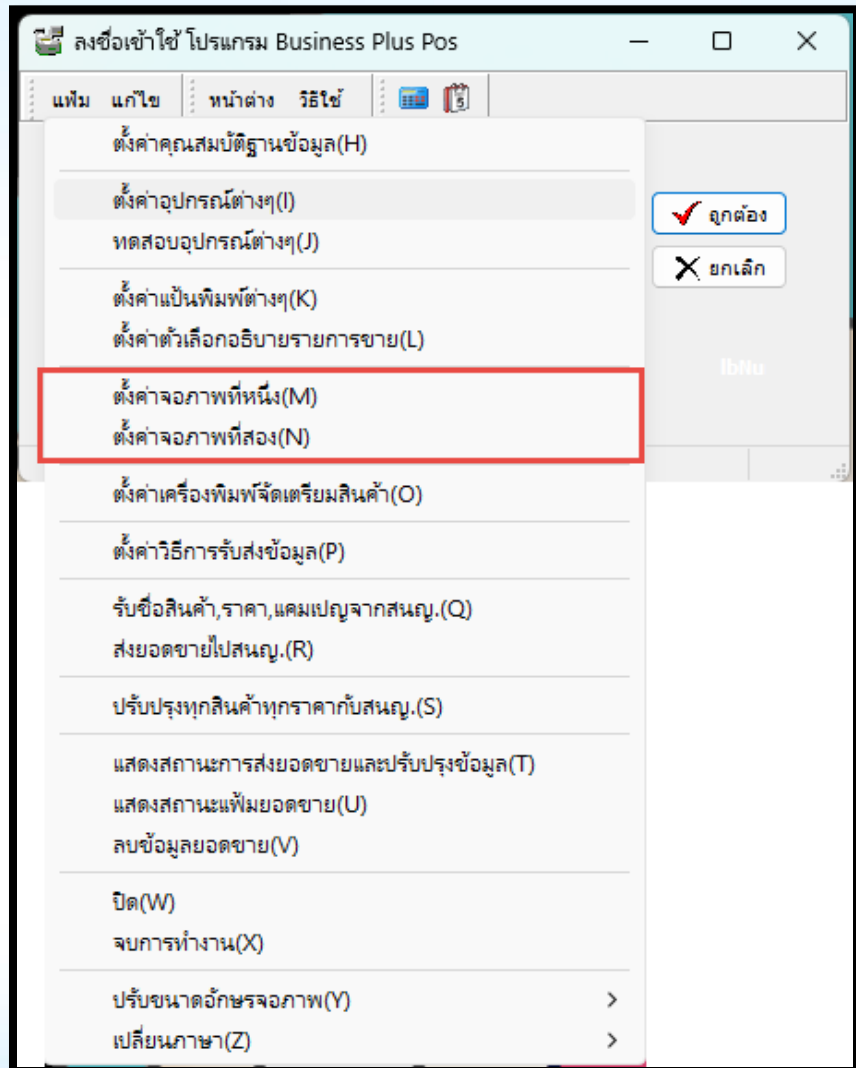 ลงชื่อเข้าใช้ โปรแกรม Business Plus Pos
แฟ้ม แก้ไข หน้าต่าง วิธีใช้
ตั้งค่าคุณสมบัติฐานข้อมูล(H)
ตั้งค่าอุปกรณ์ต่างๆ(I)
ถูกต้อง
ทดสอบอุปกรณ์ต่างๆ(J)
ยกเลิก
ตั้งค่าแป้นพิมพ์ต่างๆ(K)
ตั้งค่าตัวเลือกอธิบายรายการขาย(L)
lbNu
ตั้งค่าจอภาพที่หนึ่ง(M)
ตั้งค่าจอภาพที่สอง(N)
ตั้งค่าเครื่องพิมพ์จัดเตรียมสินค้า(O)
ตั้งค่าวิธีการรับส่งข้อมูล(P)
รับชื่อสินค้า,ราคา,แคมเปญจากสนญ.(Q)
ส่งยอดขายไปสนญ.(R)
ปรับปรุงทุกสินค้าทุกราคากับสนญ.(S)
แสดงสถานะการส่งยอดขายและปรับปรุงข้อมูล(T)
แสดงสถานะแฟ้มยอดขาย(U)
ลบข้อมูลยอดขาย(V)
ปิด(W)
จบการทำงาน(X)
ปรับขนาดอักษรจอภาพ(Y)
เปลี่ยนภาษา(Z)